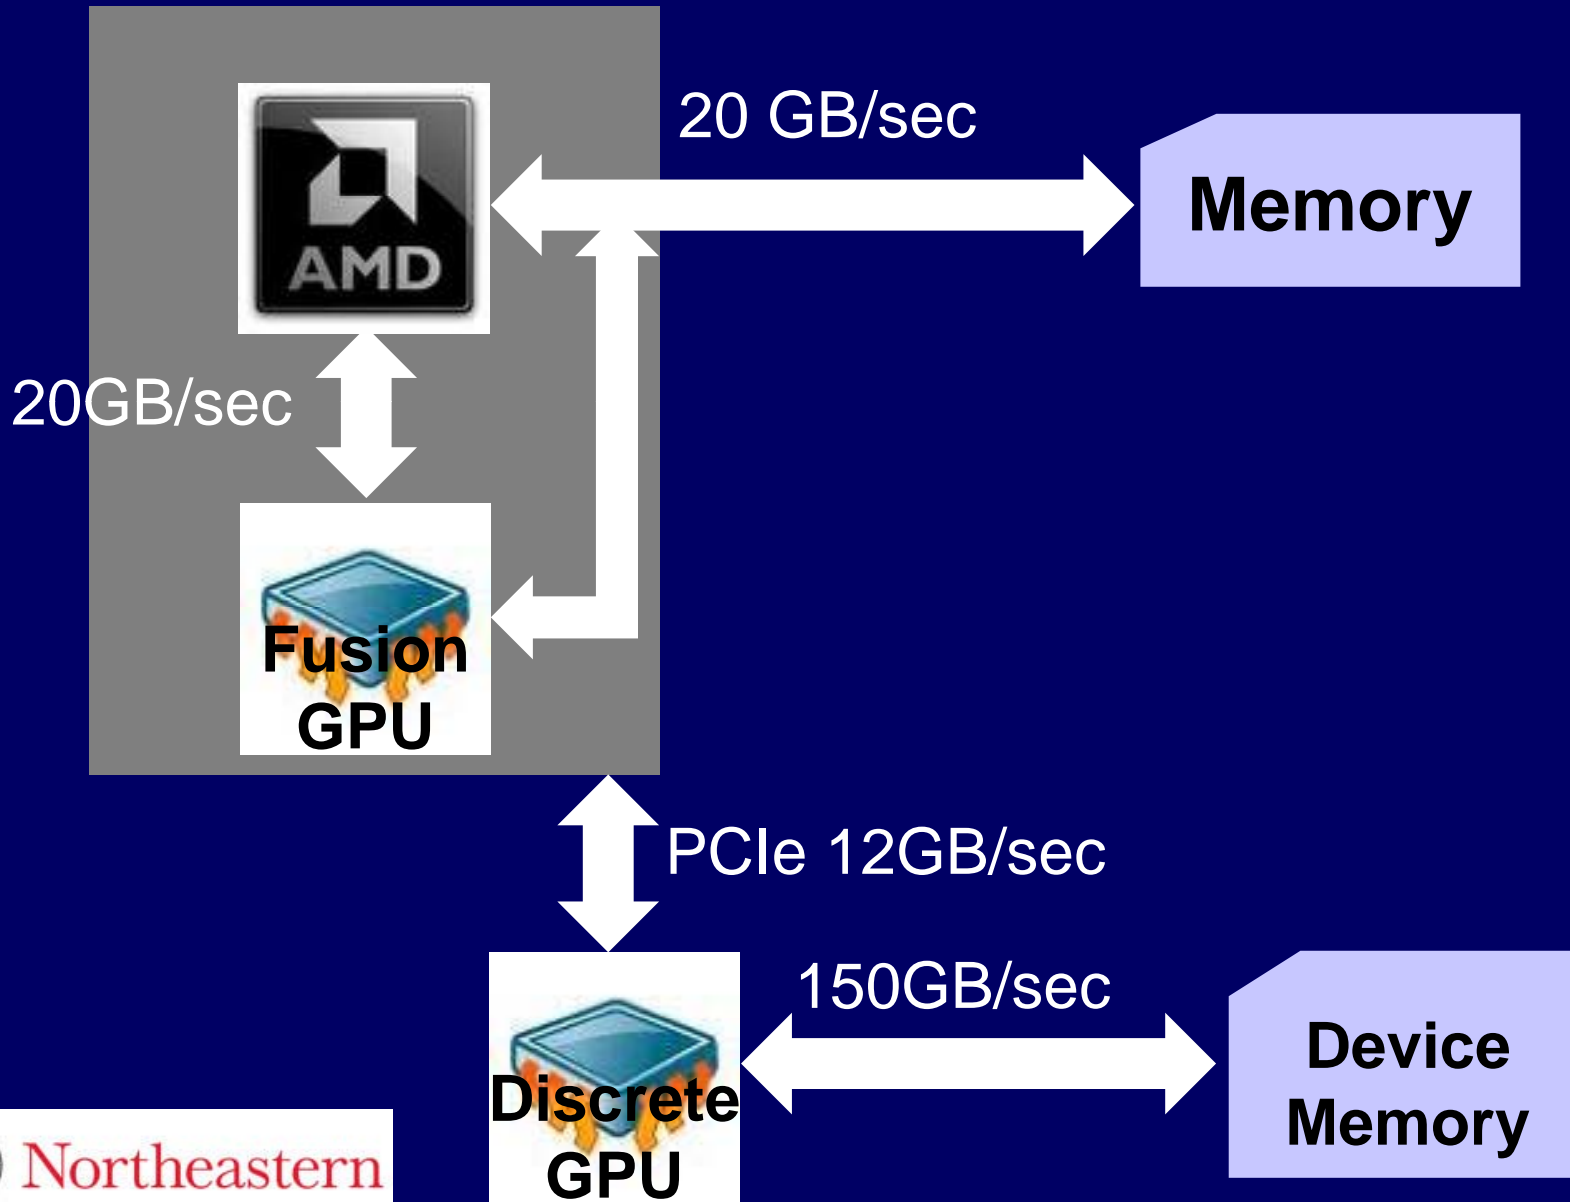 20 GB/sec
Memory
AMD
20GB/sec
Fusion
GPU
PCIe 12GB/sec
150GB/sec
Device
Memory
Discrete
GPU
Northeastern